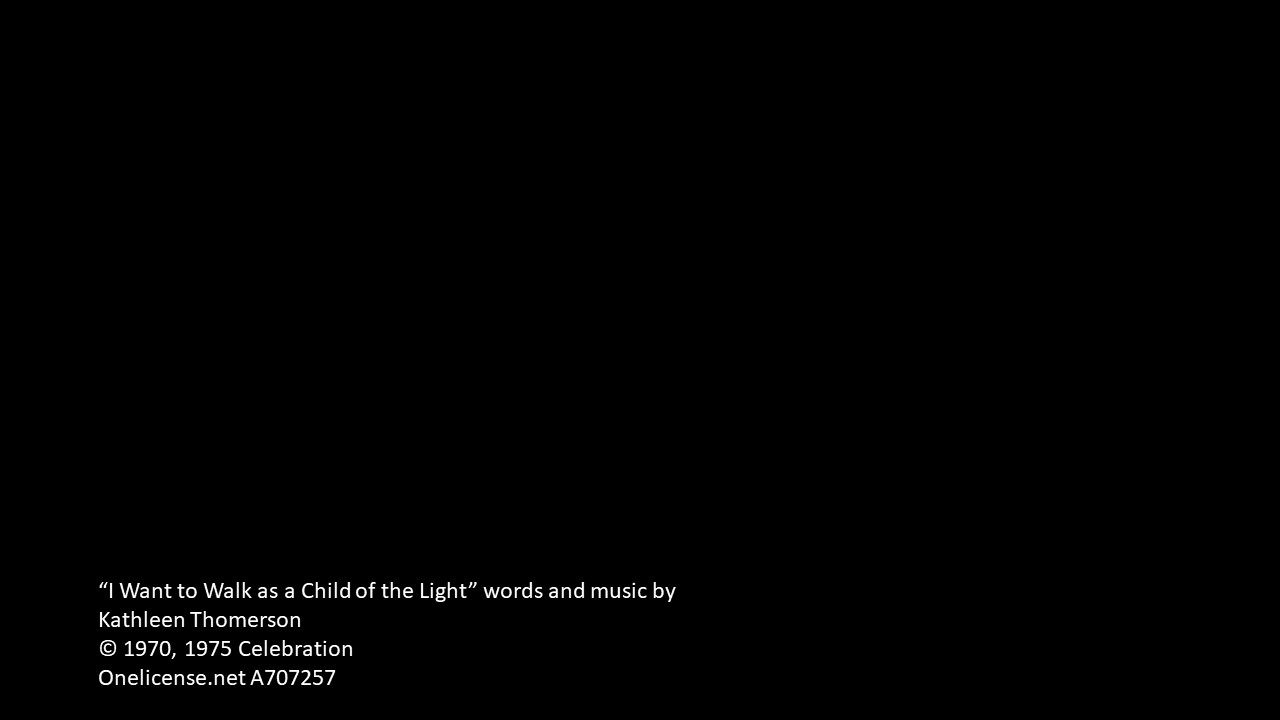 “I Want to Walk as a Child of the Light” words and music by
Kathleen Thomerson
© 1970, 1975 Celebration
Onelicense.net A707257